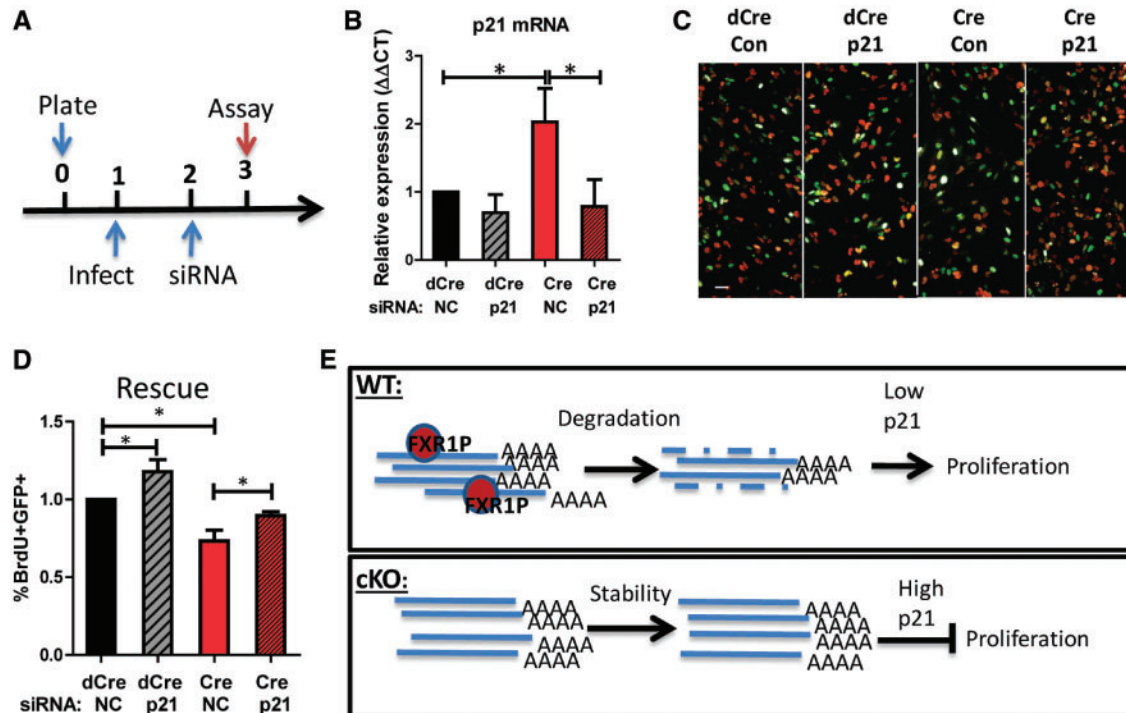 A
Plate
Assay
0
1
2
3
Infect
siRNA
B
p21 mRNA
Relative expression (ΔΔCT)
3
2
1
0
*
*
dCre
dCre
Cre
Cre
siRNA: NC
p21
NC
p21
C
dCre
Con
dCre
p21
Cre
Con
Cre
p21
D
Rescue
%BrdU+GFP+
1.5
1.0
0.5
0.0
*
*
*
dCre
dCre
Cre
Cre
siRNA: NC
p21
NC
p21
E
WT:
FXR1P
FXR1P
AAAA
AAAA
AAAA
AAAA
Degradation
AAAA
AAAA
Low
p21
Proliferation
cKO:
AAAA
AAAA
AAAA
AAAA
Stability
AAAA
AAAA
AAAA
AAAA
High
p21
Proliferation